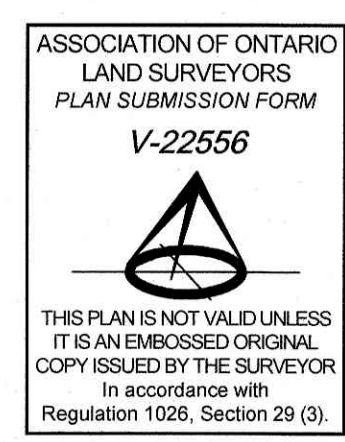 ASSOCIATION OF ONTARIO
LAND SURVEYORS
PLAN SUBMISSION FORM
V-22556
THIS PLAN IS NOT VALID UNLESS
IT IS AN EMBOSSED ORIGINAL
COPY ISSUED BY THE SURVEYOR
In accordance with
Regulation 1026, Section 29 (3).